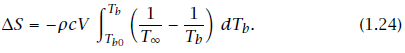 ΔS = −ρcV ∫_{T_{b0}}^{T_b} ( 1/T_∞ − 1/T_b ) dT_b. (1.24)